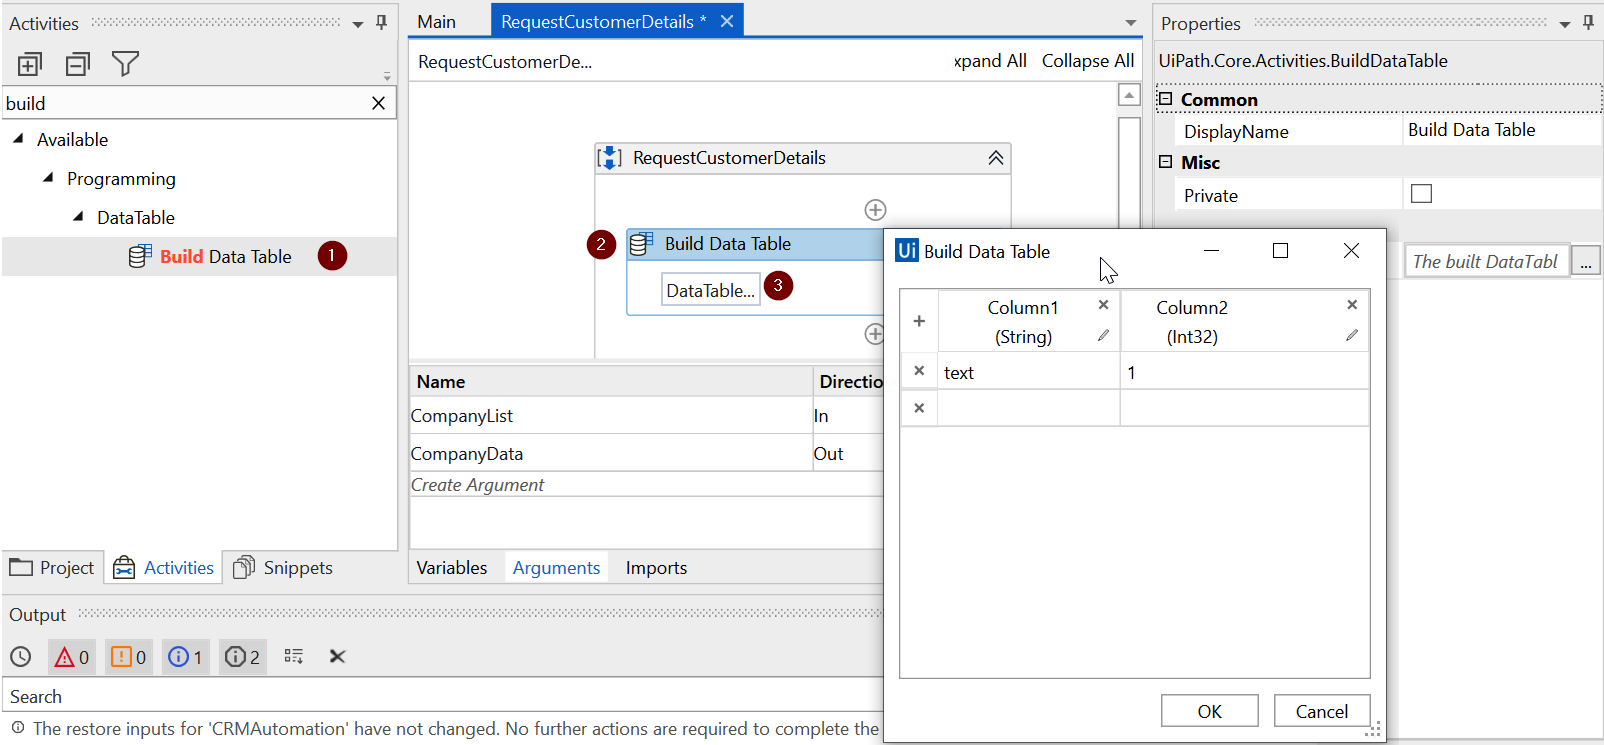 Activities
build
Available
Programming
DataTable
Build Data Table 1
Project Activities Snippets
Main RequestCustomerDetails *
RequestCustomerDe... xpand All Collapse All
RequestCustomerDetails
2 Build Data Table
DataTable... 3
Name Directio
CompanyList In
CompanyData Out
Create Argument
Variables Arguments Imports
Properties
UiPath.Core.Activities.BuildDataTable
Common
DisplayName Build Data Table
Misc
Private
The built DataTabl ...
Ui Build Data Table
Column1 Column2
(String) (Int32)
text 1
OK Cancel
Output
0 0 1 2
Search
The restore inputs for 'CRMAutomation' have not changed. No further actions are required to complete the